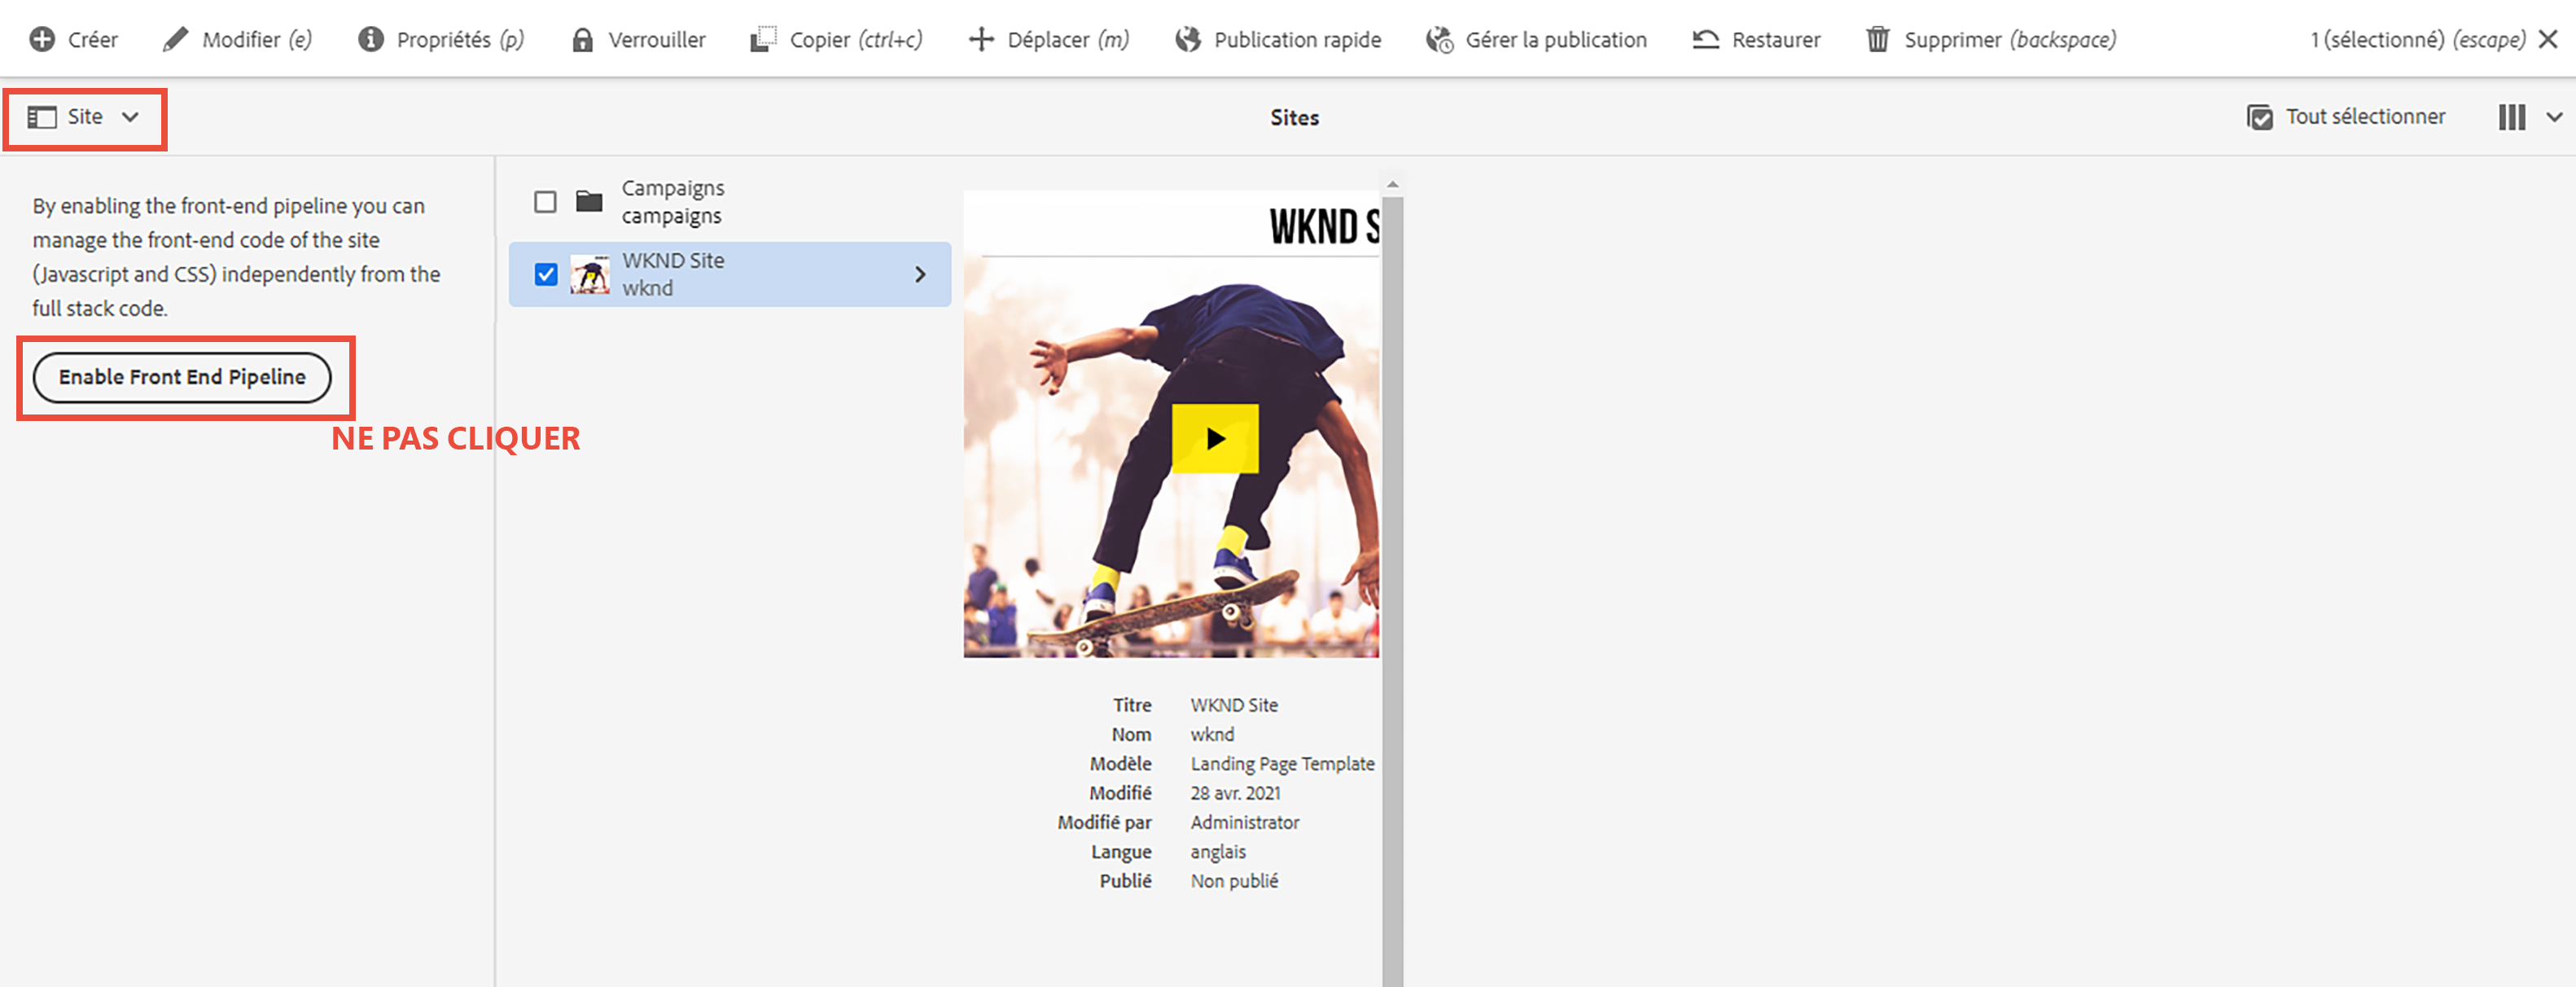 Créer Modifier (e) Propriétés (p) Verrouiller Copier (ctrl+c) Déplacer (m) Publication rapide Gérer la publication Restaurer Supprimer (backspace) 1 (sélectionné) (escape)
Site Sites Tout sélectionner
By enabling the front-end pipeline you can
manage the front-end code of the site
(Javascript and CSS) independently from the
full stack code.
Enable Front End Pipeline
NE PAS CLIQUER
Campaigns
campaigns
WKND Site
wknd
WKND S
Titre WKND Site
Nom wknd
Modèle Landing Page Template
Modifié 28 avr. 2021
Modifié par Administrator
Langue anglais
Publié Non publié